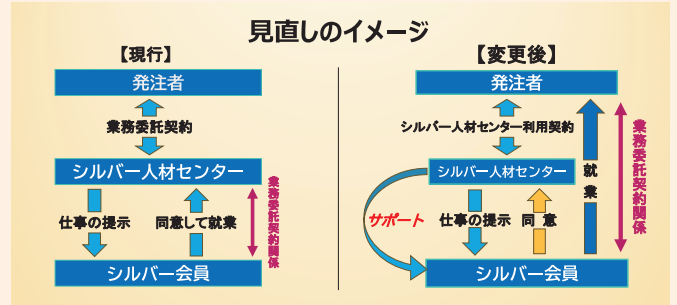 見直しのイメージ
【現行】
発注者
業務委託契約
シルバー人材センター
仕事の提示
同意して就業
業務委託契約関係
シルバー会員
【変更後】
発注者
シルバー人材センター利用契約
シルバー人材センター
就業
業務委託契約関係
サポート
仕事の提示
同 意
シルバー会員